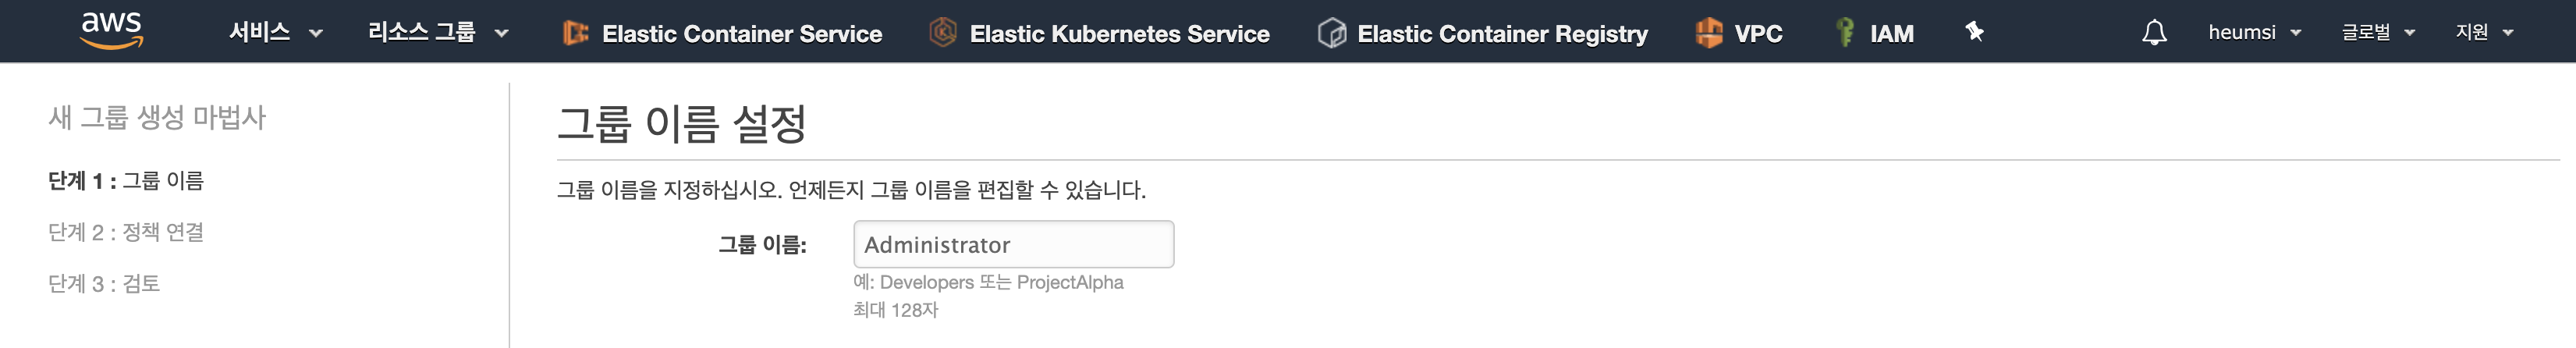 aws 서비스 리소스 그룹 Elastic Container Service Elastic Kubernetes Service Elastic Container Registry VPC IAM heumsi 글로벌 지원
새 그룹 생성 마법사
단계 1 : 그룹 이름
단계 2 : 정책 연결
단계 3 : 검토
그룹 이름 설정
그룹 이름을 지정하십시오. 언제든지 그룹 이름을 편집할 수 있습니다.
그룹 이름: Administrator
예: Developers 또는 ProjectAlpha
최대 128자